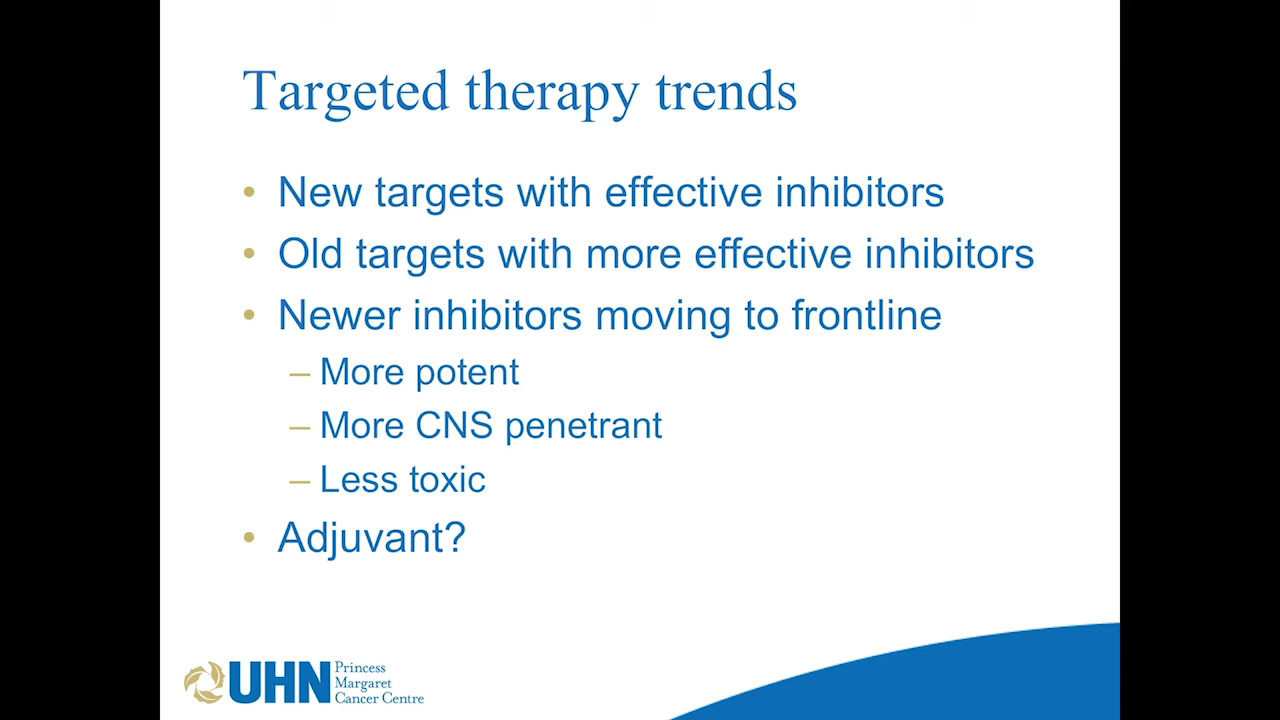 Targeted therapy trends
• New targets with effective inhibitors
• Old targets with more effective inhibitors
• Newer inhibitors moving to frontline
– More potent
– More CNS penetrant
– Less toxic
• Adjuvant?
UHN
Princess
Margaret
Cancer Centre